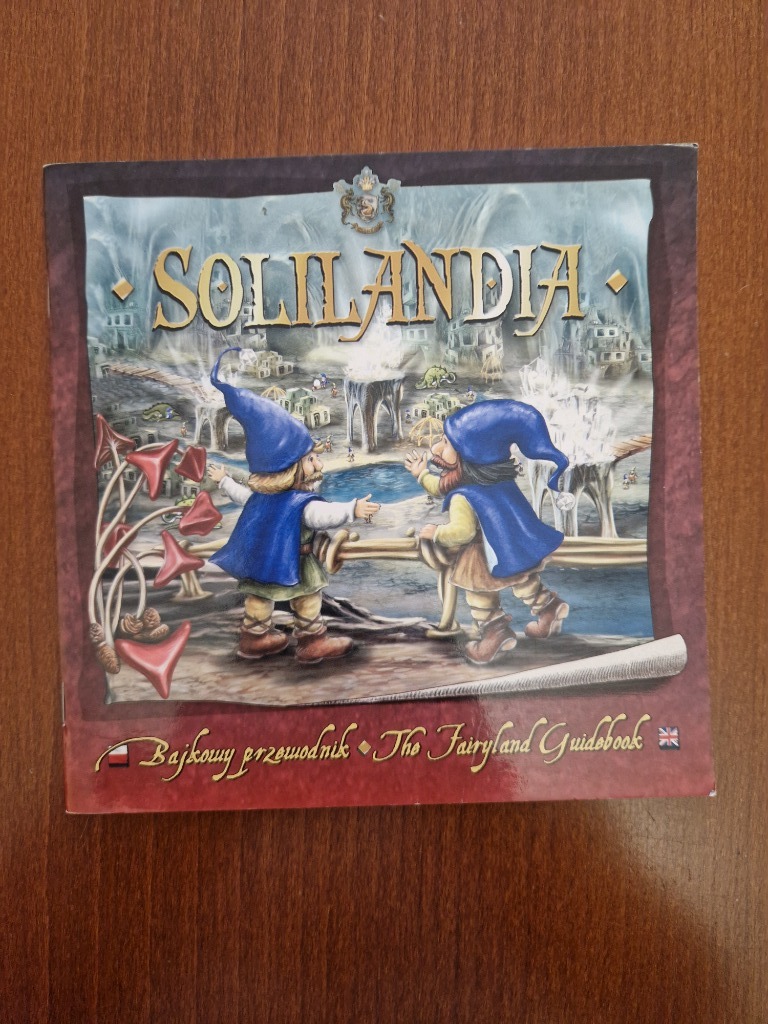 • SOLILANDIA •
Bajkowy przewodnik • The Fairyland Guidebook